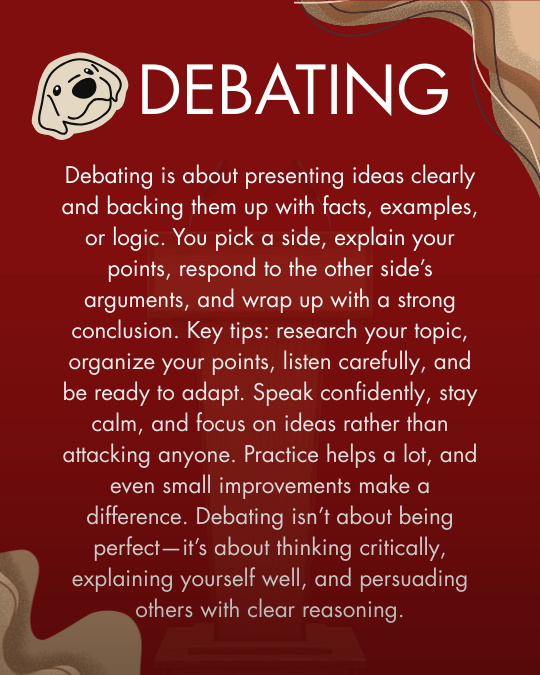 DEBATING
Debating is about presenting ideas clearly
and backing them up with facts, examples,
or logic. You pick a side, explain your
points, respond to the other side's
arguments, and wrap up with a strong
conclusion. Key tips: research your topic,
organize your points, listen carefully, and
be ready to adapt. Speak confidently, stay
calm, and focus on ideas rather than
attacking anyone. Practice helps a lot, and
even small improvements make a
difference. Debating isn't about being
perfect—it's about thinking critically,
explaining yourself well, and persuading
others with clear reasoning.